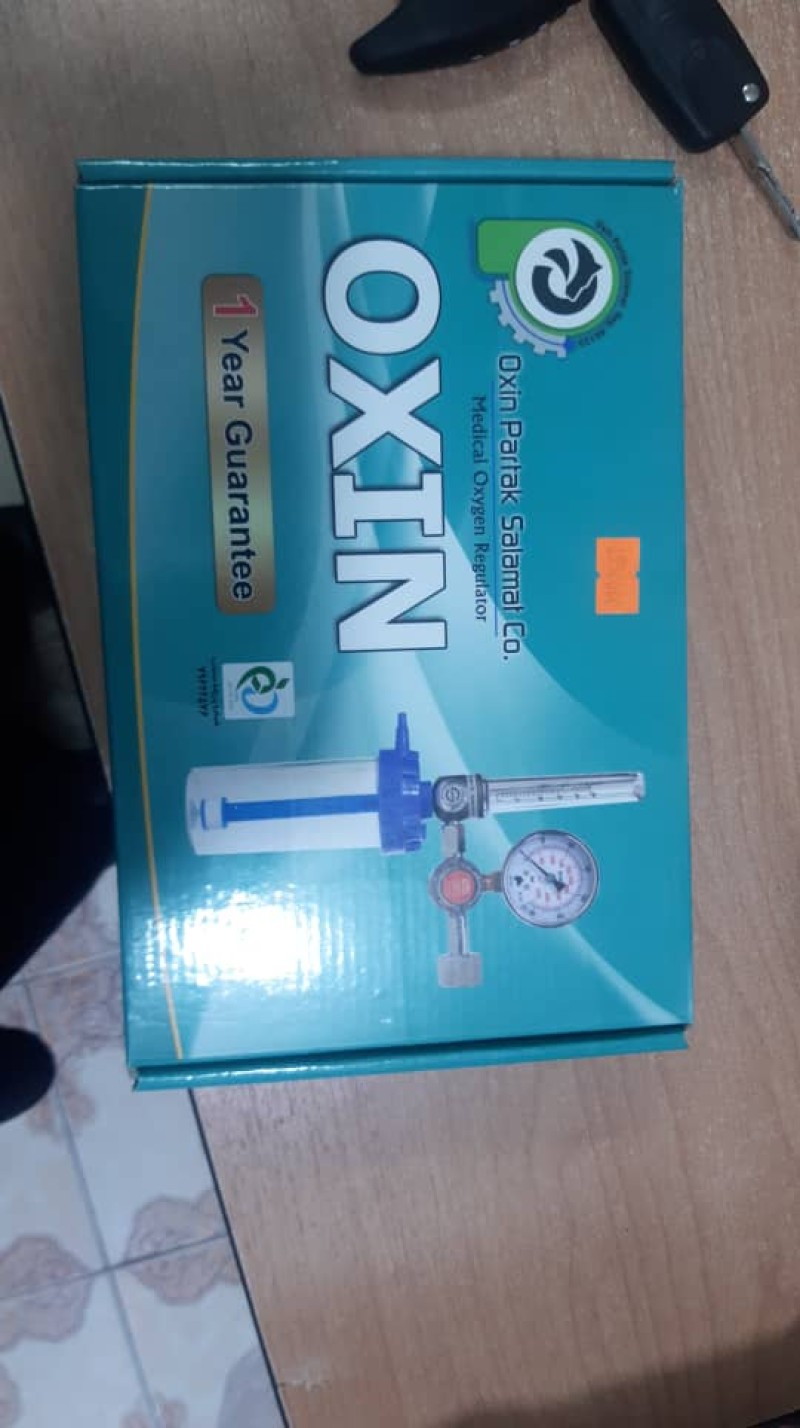 Oxin Partak Salamat Co.
Medical Oxygen Regulator
OXIN
1 Year Guarantee